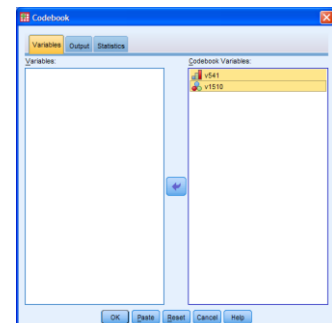 Codebook
Variables Output Statistics
Variables:
Codebook Variables:
v541
v1510
OK Paste Reset Cancel Help